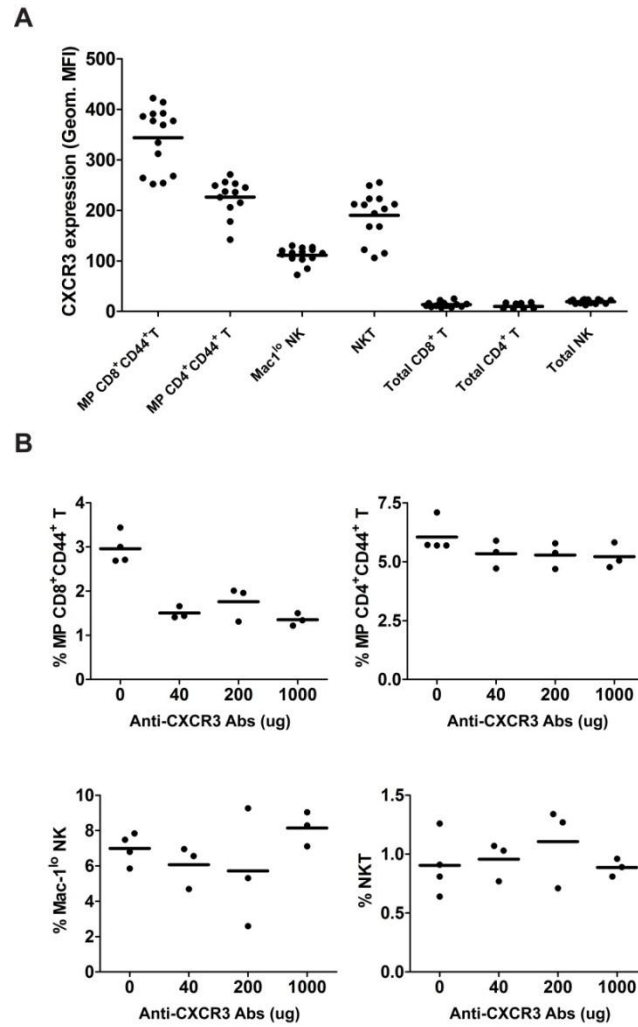 A
CXCR3 expression (Geom. MFI)
500
400
300
200
100
0
MP CD8⁺CD44⁺T
MP CD4⁺CD44⁺T
Mac1ˡᵒ NK
NKT
Total CD8⁺ T
Total CD4⁺ T
Total NK
B
% MP CD8⁺CD44⁺ T
4
3
2
1
0
0 40 200 1000
Anti-CXCR3 Abs (ug)
% MP CD4⁺CD44⁺ T
7.5
5.0
2.5
0.0
0 40 200 1000
Anti-CXCR3 Abs (ug)
% Mac-1ˡᵒ NK
10
8
6
4
2
0
0 40 200 1000
Anti-CXCR3 Abs (ug)
% NKT
1.5
1.0
0.5
0.0
0 40 200 1000
Anti-CXCR3 Abs (ug)